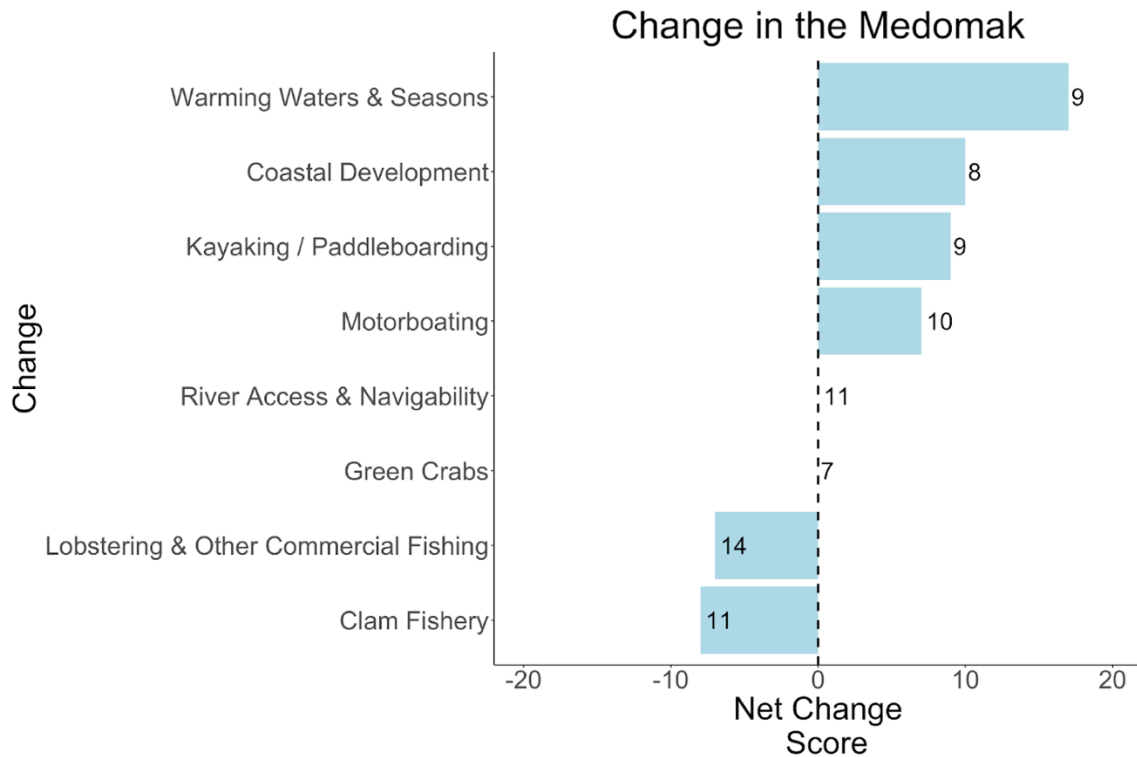 Change in the Medomak
Warming Waters & Seasons
9
Coastal Development
8
Kayaking / Paddleboarding
9
Motorboating
10
River Access & Navigability
11
Green Crabs
7
Lobstering & Other Commercial Fishing
14
Clam Fishery
11
Change
-20
-10
0
10
20
Net Change
Score